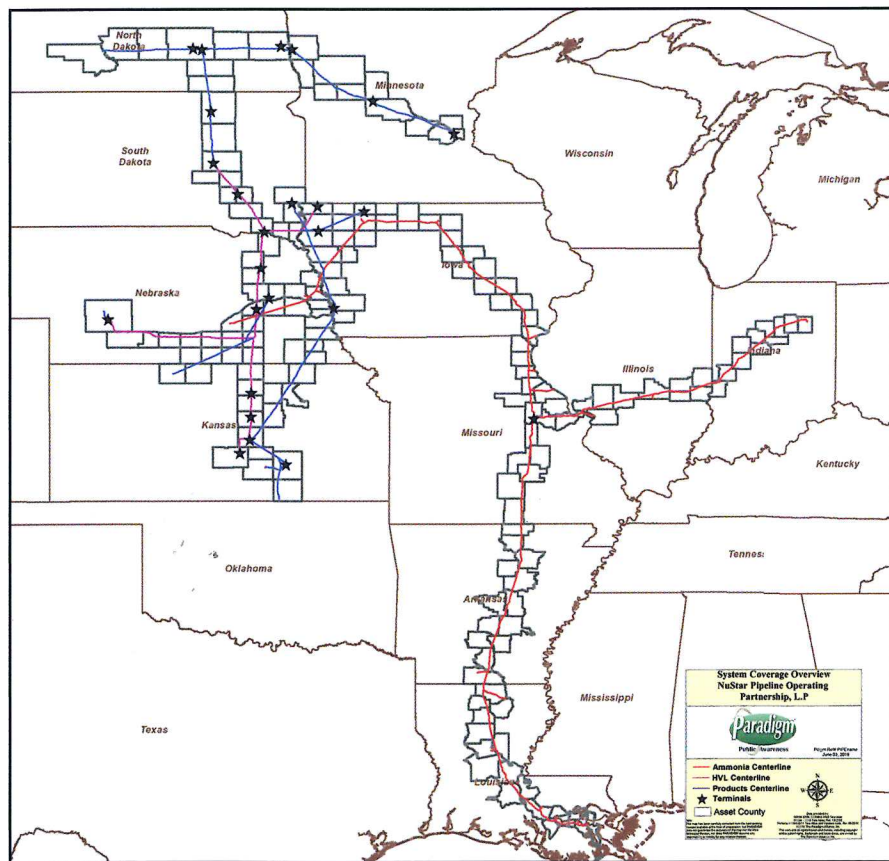 North
Dakota
Minnesota
South
Dakota
Wisconsin
Michigan
Iowa
Nebraska
Illinois
Indiana
Kansas
Missouri
Kentucky
Tennes
Oklahoma
Arkansas
Mississippi
Texas
Louisiana
System Coverage Overview
NuStar Pipeline Operating
Partnership, L.P
Paradigm
Public Awareness
Ammonia Centerline
HVL Centerline
Products Centerline
Terminals
Asset County
N
W
E
S